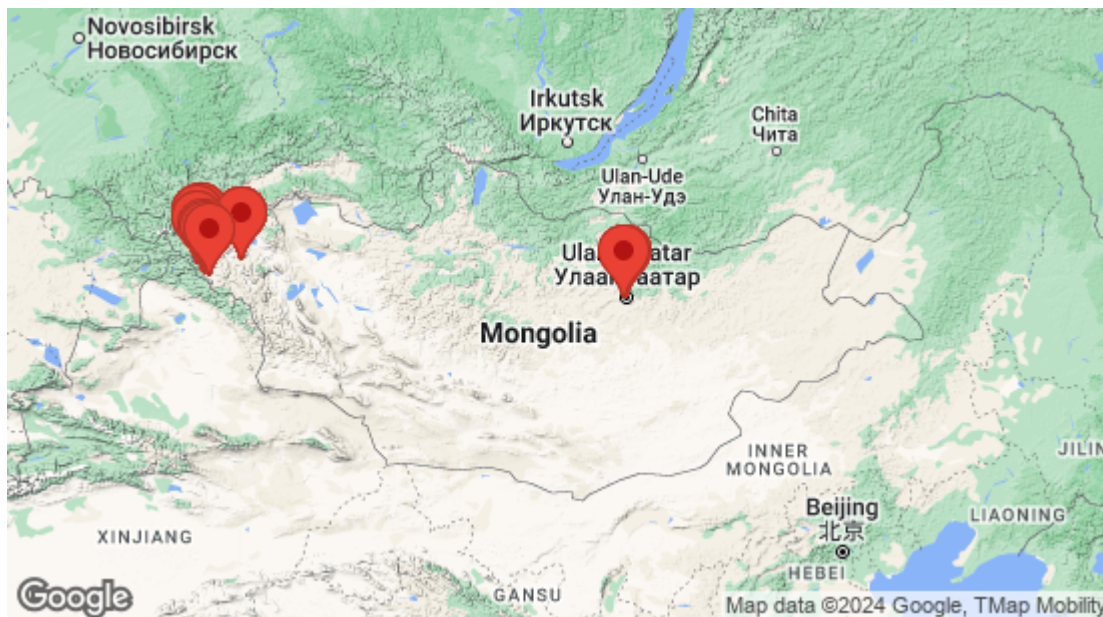 Novosibirsk
Новосибирск
Irkutsk
Иркутск
Chita
Чита
Ulan-Ude
Улан-Удэ
Mongolia
INNER
MONGOLIA
JILIN
Beijing
北京
LIAONING
XINJIANG
HEBEI
GANSU
Google
Map data ©2024 Google, TMap Mobility